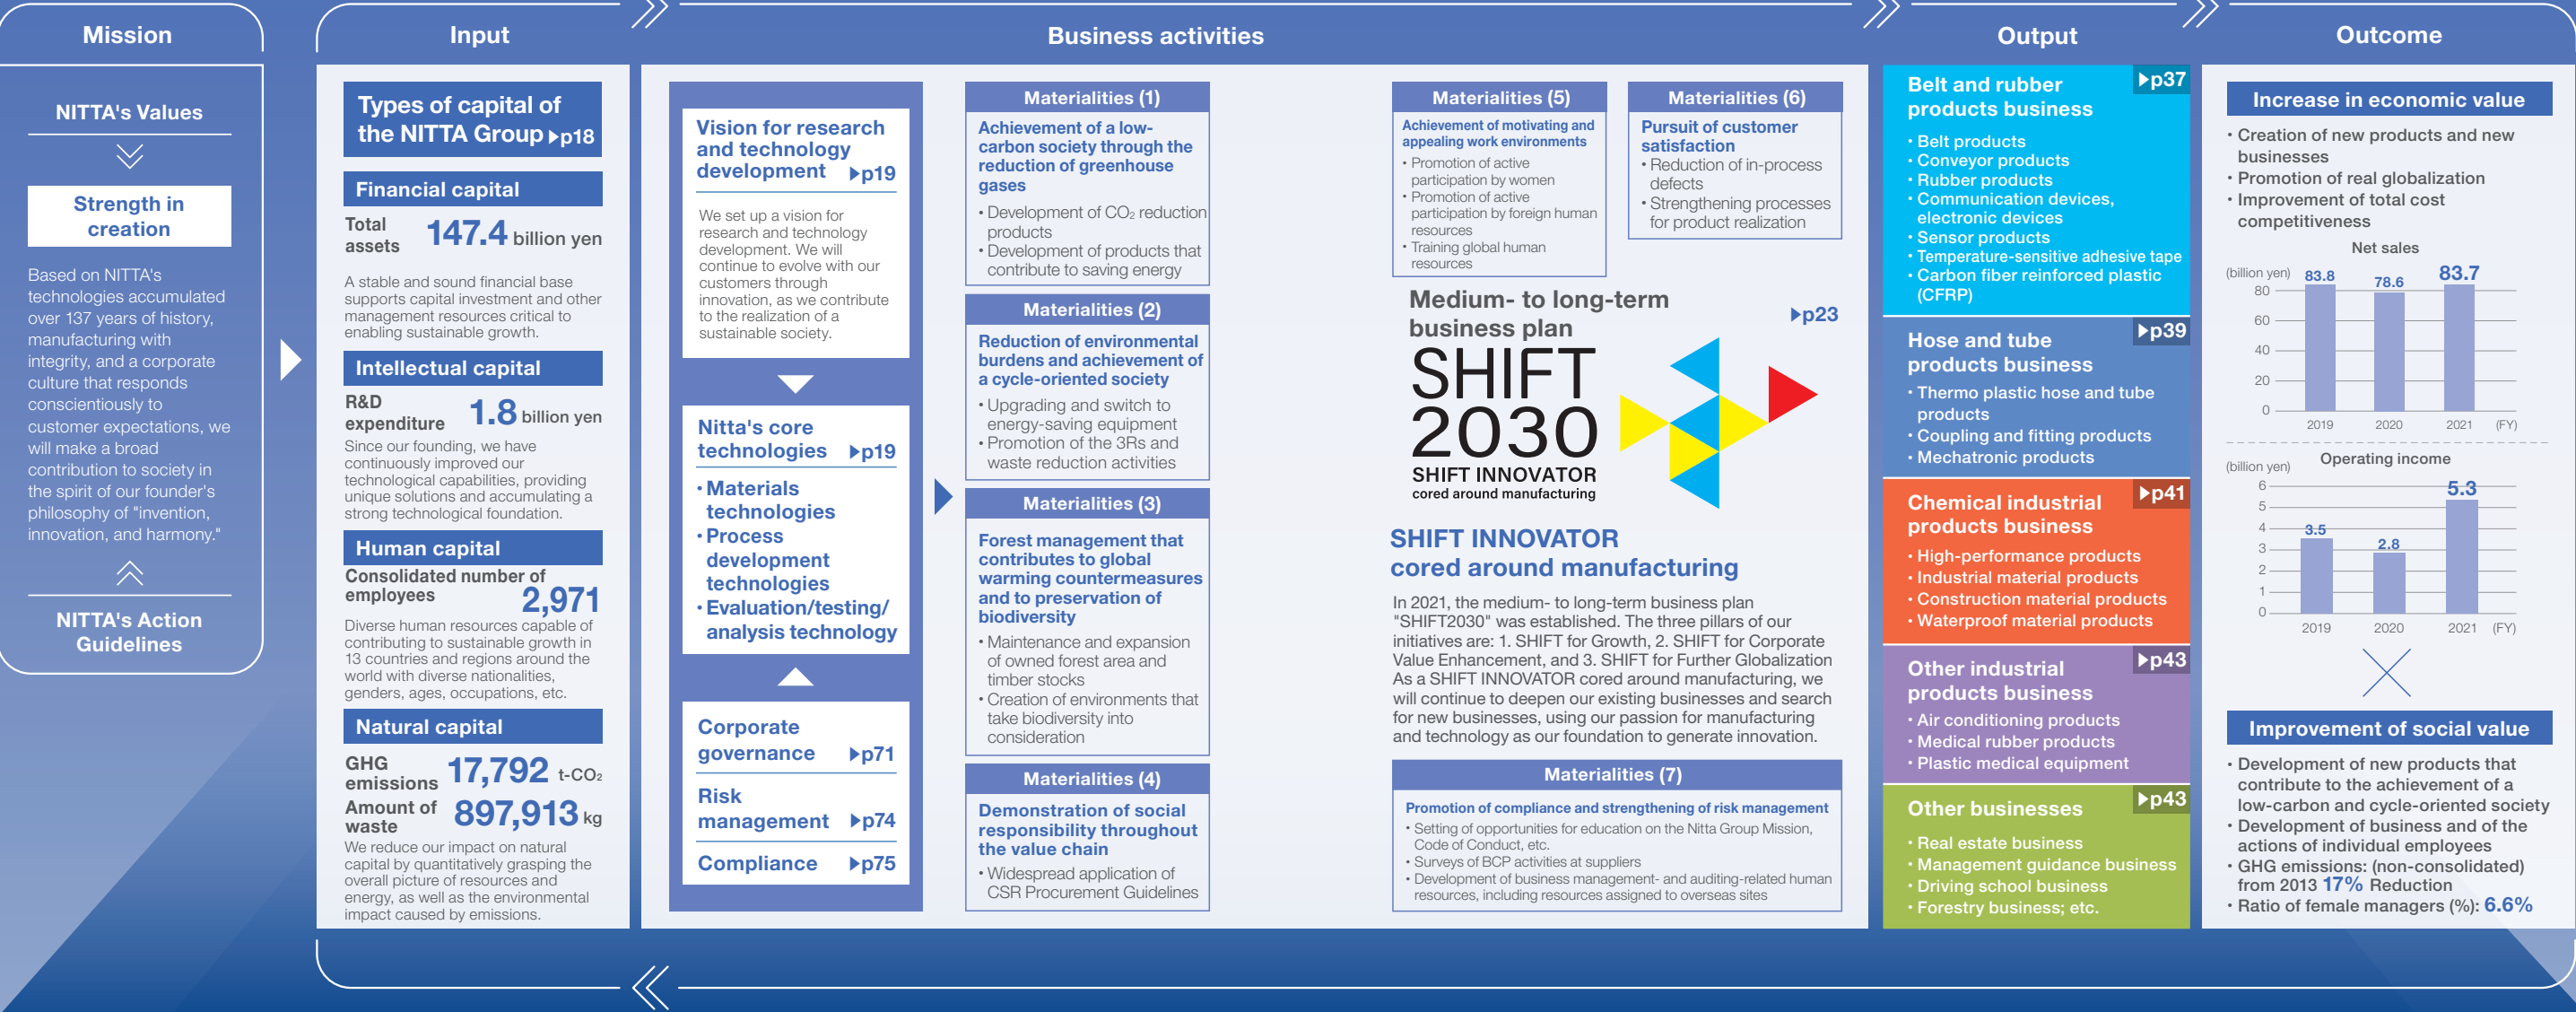 Mission
NITTA's Values
Strength in
creation
Based on NITTA's
technologies accumulated
over 137 years of history,
manufacturing with
integrity, and a corporate
culture that responds
conscientiously to
customer expectations, we
will make a broad
contribution to society in
the spirit of our founder's
philosophy of "invention,
innovation, and harmony."
NITTA's Action
Guidelines
Input
Types of capital of
the NITTA Group ▶p18
Financial capital
Total
assets 147.4 billion yen
A stable and sound financial base
supports capital investment and other
management resources critical to
enabling sustainable growth.
Intellectual capital
R&D
expenditure 1.8 billion yen
Since our founding, we have
continuously improved our
technological capabilities, providing
unique solutions and accumulating a
strong technological foundation.
Human capital
Consolidated number of
employees 2,971
Diverse human resources capable of
contributing to sustainable growth in
13 countries and regions around the
world with diverse nationalities,
genders, ages, occupations, etc.
Natural capital
GHG
emissions 17,792 t-CO₂
Amount of
waste 897,913 kg
We reduce our impact on natural
capital by quantitatively grasping the
overall picture of resources and
energy, as well as the environmental
impact caused by emissions.
Business activities
Vision for research
and technology
development ▶p19
We set up a vision for
research and technology
development. We will
continue to evolve with our
customers through
innovation, as we contribute
to the realization of a
sustainable society.
Nitta's core
technologies ▶p19
・Materials
technologies
・Process
development
technologies
・Evaluation/testing/
analysis technology
Corporate
governance ▶p71
Risk
management ▶p74
Compliance ▶p75
Materialities (1)
Achievement of a low-
carbon society through the
reduction of greenhouse
gases
・Development of CO₂ reduction
products
・Development of products that
contribute to saving energy
Materialities (2)
Reduction of environmental
burdens and achievement of
a cycle-oriented society
・Upgrading and switch to
energy-saving equipment
・Promotion of the 3Rs and
waste reduction activities
Materialities (3)
Forest management that
contributes to global
warming countermeasures
and to preservation of
biodiversity
・Maintenance and expansion
of owned forest area and
timber stocks
・Creation of environments that
take biodiversity into
consideration
Materialities (4)
Demonstration of social
responsibility throughout
the value chain
・Widespread application of
CSR Procurement Guidelines
Materialities (5)
Achievement of motivating and
appealing work environments
・Promotion of active
participation by women
・Promotion of active
participation by foreign human
resources
・Training global human
resources
Materialities (6)
Pursuit of customer
satisfaction
・Reduction of in-process
defects
・Strengthening processes
for product realization
Medium- to long-term
business plan ▶p23
SHIFT
2030
SHIFT INNOVATOR
cored around manufacturing
SHIFT INNOVATOR
cored around manufacturing
In 2021, the medium- to long-term business plan
"SHIFT2030" was established. The three pillars of our
initiatives are: 1. SHIFT for Growth, 2. SHIFT for Corporate
Value Enhancement, and 3. SHIFT for Further Globalization
As a SHIFT INNOVATOR cored around manufacturing, we
will continue to deepen our existing businesses and search
for new businesses, using our passion for manufacturing
and technology as our foundation to generate innovation.
Materialities (7)
Promotion of compliance and strengthening of risk management
・Setting of opportunities for education on the Nitta Group Mission,
Code of Conduct, etc.
・Surveys of BCP activities at suppliers
・Development of business management- and auditing-related human
resources, including resources assigned to overseas sites
Output
Belt and rubber ▶p37
products business
・Belt products
・Conveyor products
・Rubber products
・Communication devices,
electronic devices
・Sensor products
・Temperature-sensitive adhesive tape
・Carbon fiber reinforced plastic
(CFRP)
Hose and tube ▶p39
products business
・Thermo plastic hose and tube
products
・Coupling and fitting products
・Mechatronic products
Chemical industrial ▶p41
products business
・High-performance products
・Industrial material products
・Construction material products
・Waterproof material products
Other industrial ▶p43
products business
・Air conditioning products
・Medical rubber products
・Plastic medical equipment
Other businesses ▶p43
・Real estate business
・Management guidance business
・Driving school business
・Forestry business; etc.
Outcome
Increase in economic value
・Creation of new products and new
businesses
・Promotion of real globalization
・Improvement of total cost
competitiveness
Net sales
(billion yen) 83.8 78.6 83.7
80
60
40
20
0
2019 2020 2021 (FY)
Operating income
(billion yen)
6 5.3
5
4 3.5
3 2.8
2
1
0
2019 2020 2021 (FY)
Improvement of social value
・Development of new products that
contribute to the achievement of a
low-carbon and cycle-oriented society
・Development of business and of the
actions of individual employees
・GHG emissions: (non-consolidated)
from 2013 17% Reduction
・Ratio of female managers (%): 6.6%